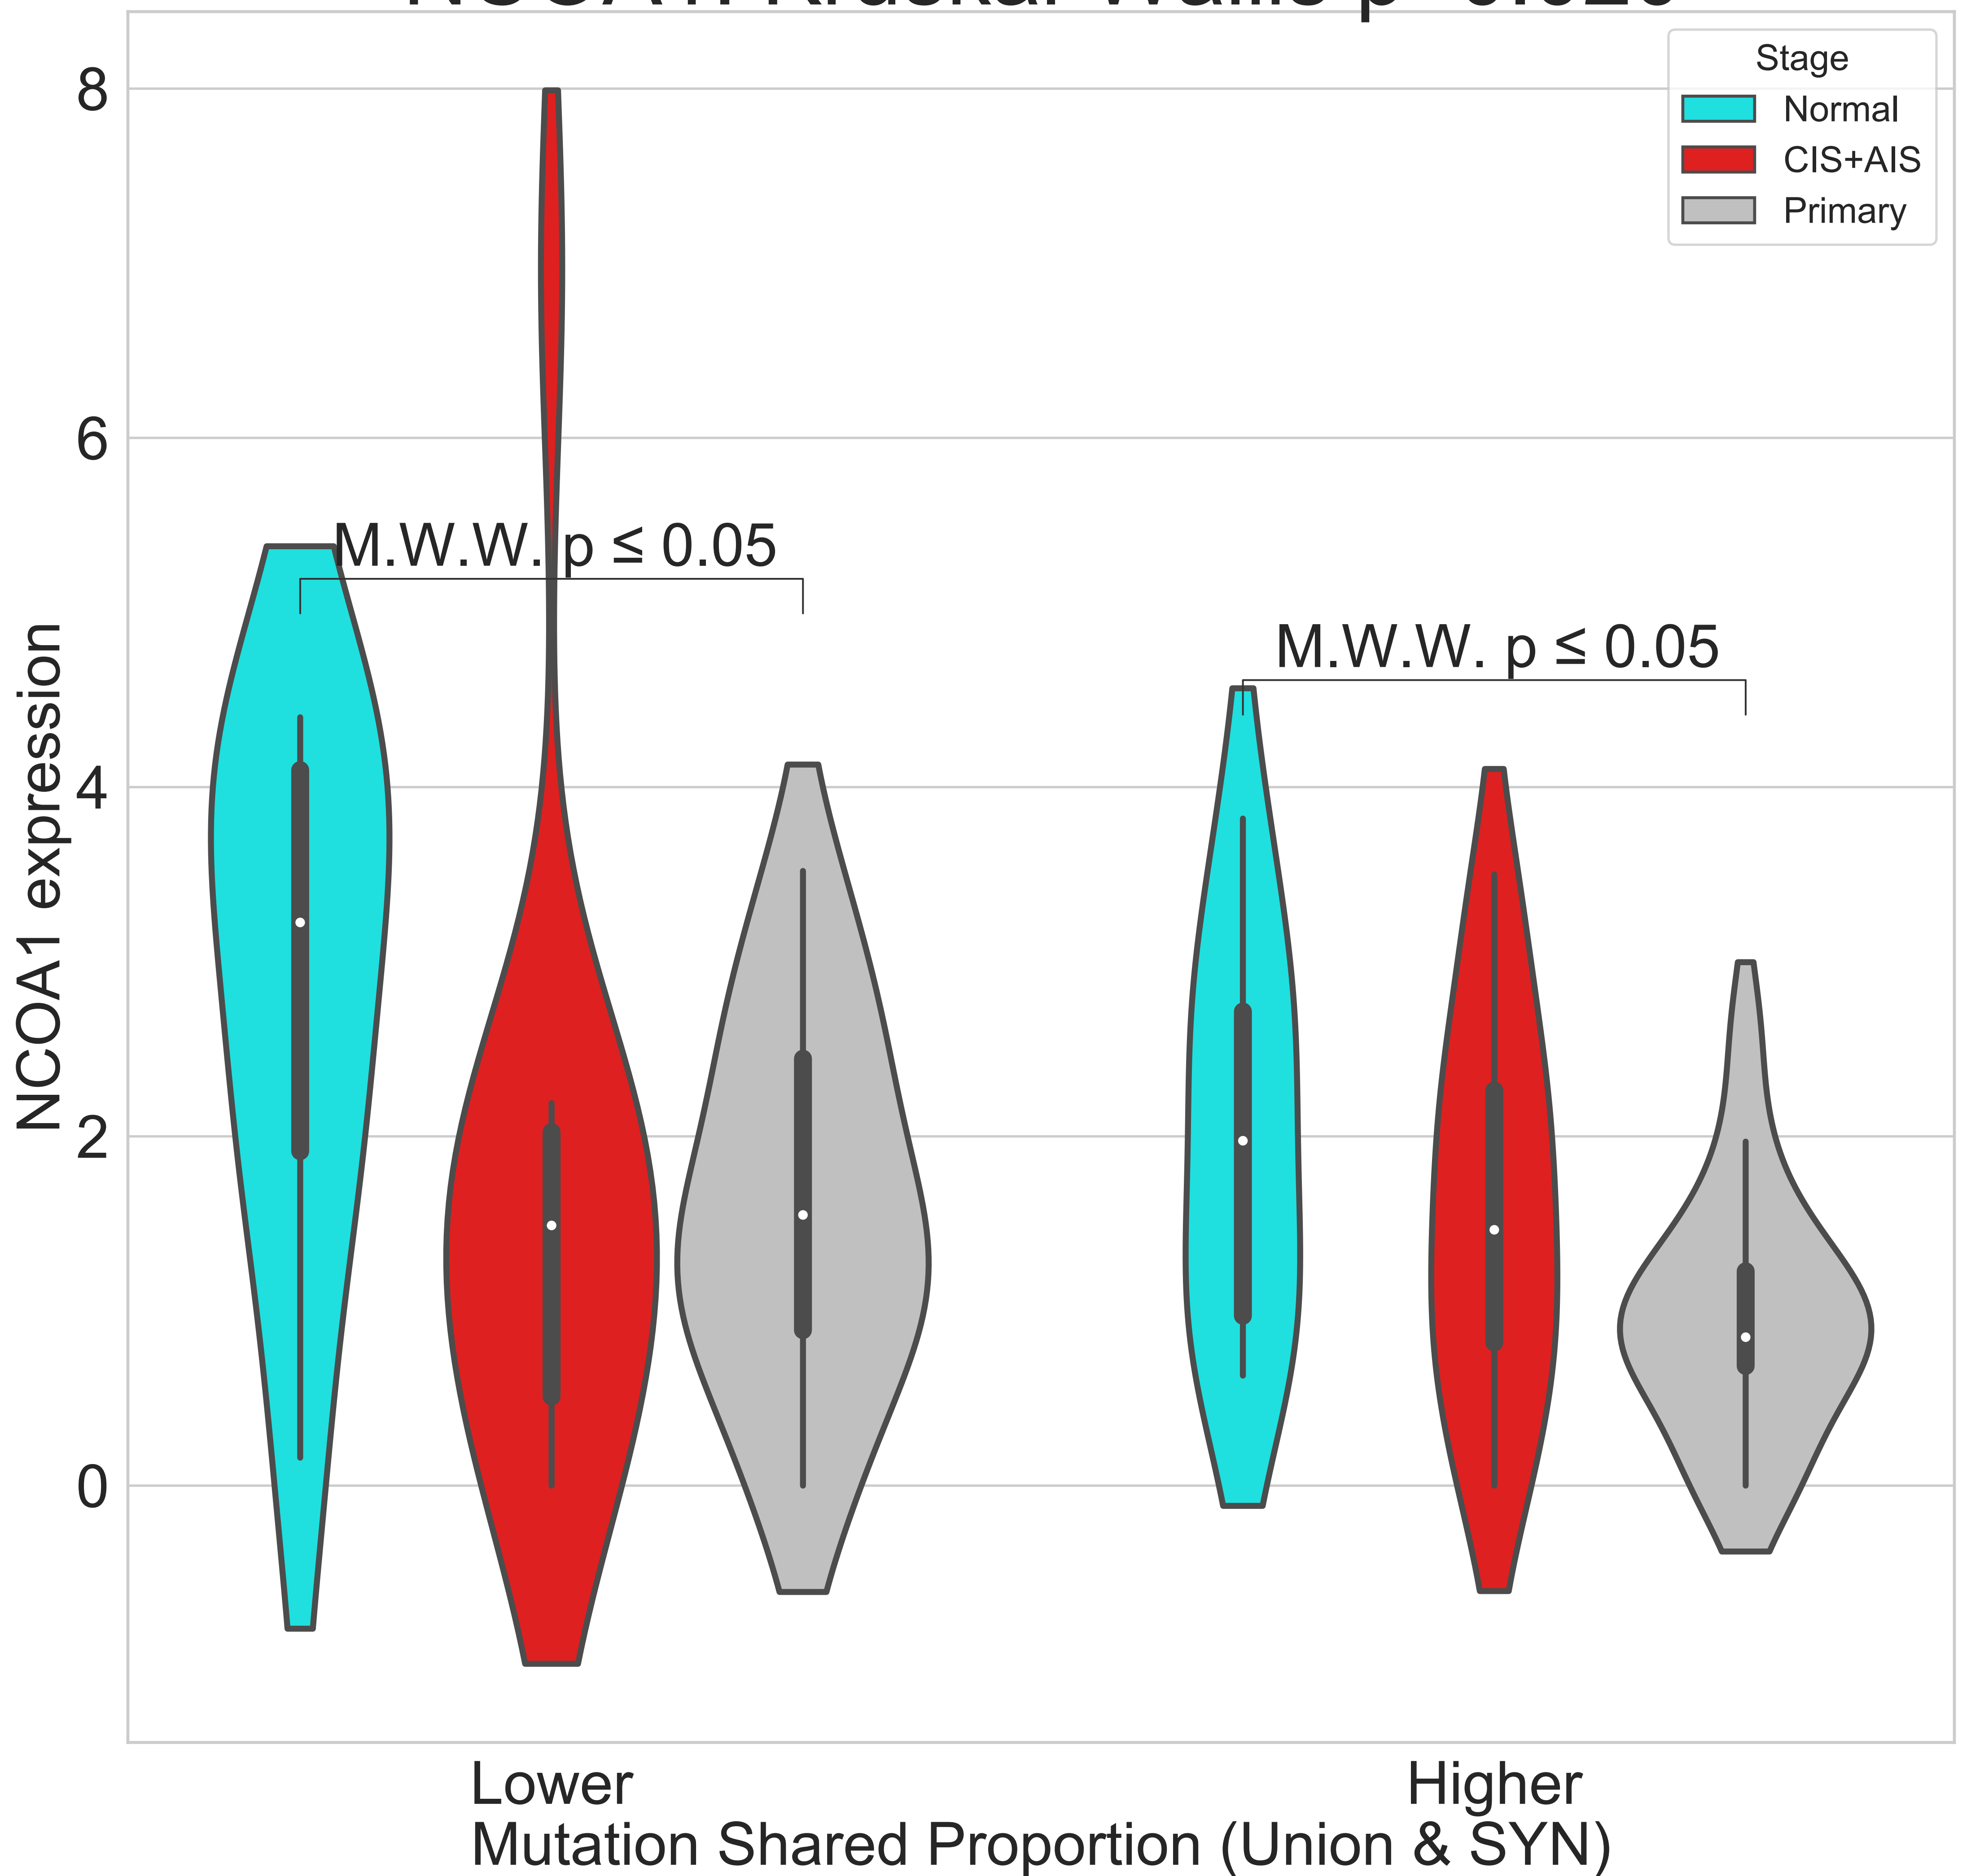 Stage
Normal
CIS+AIS
Primary
8
6
4
2
0
M.W.W. p ≤ 0.05
M.W.W. p ≤ 0.05
NCOA1 expression
Lower
Higher
Mutation Shared Proportion (Union & SYN)